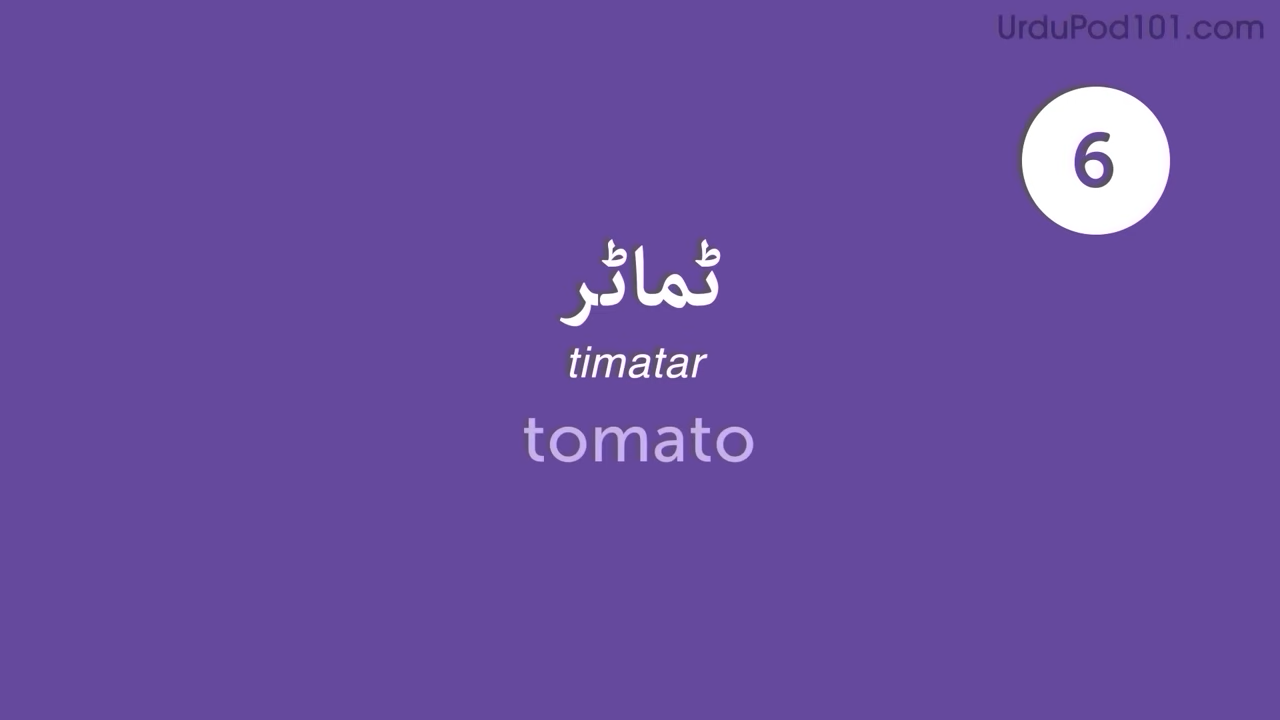 UrduPod101.com
6
ٹماٹر
timatar
tomato